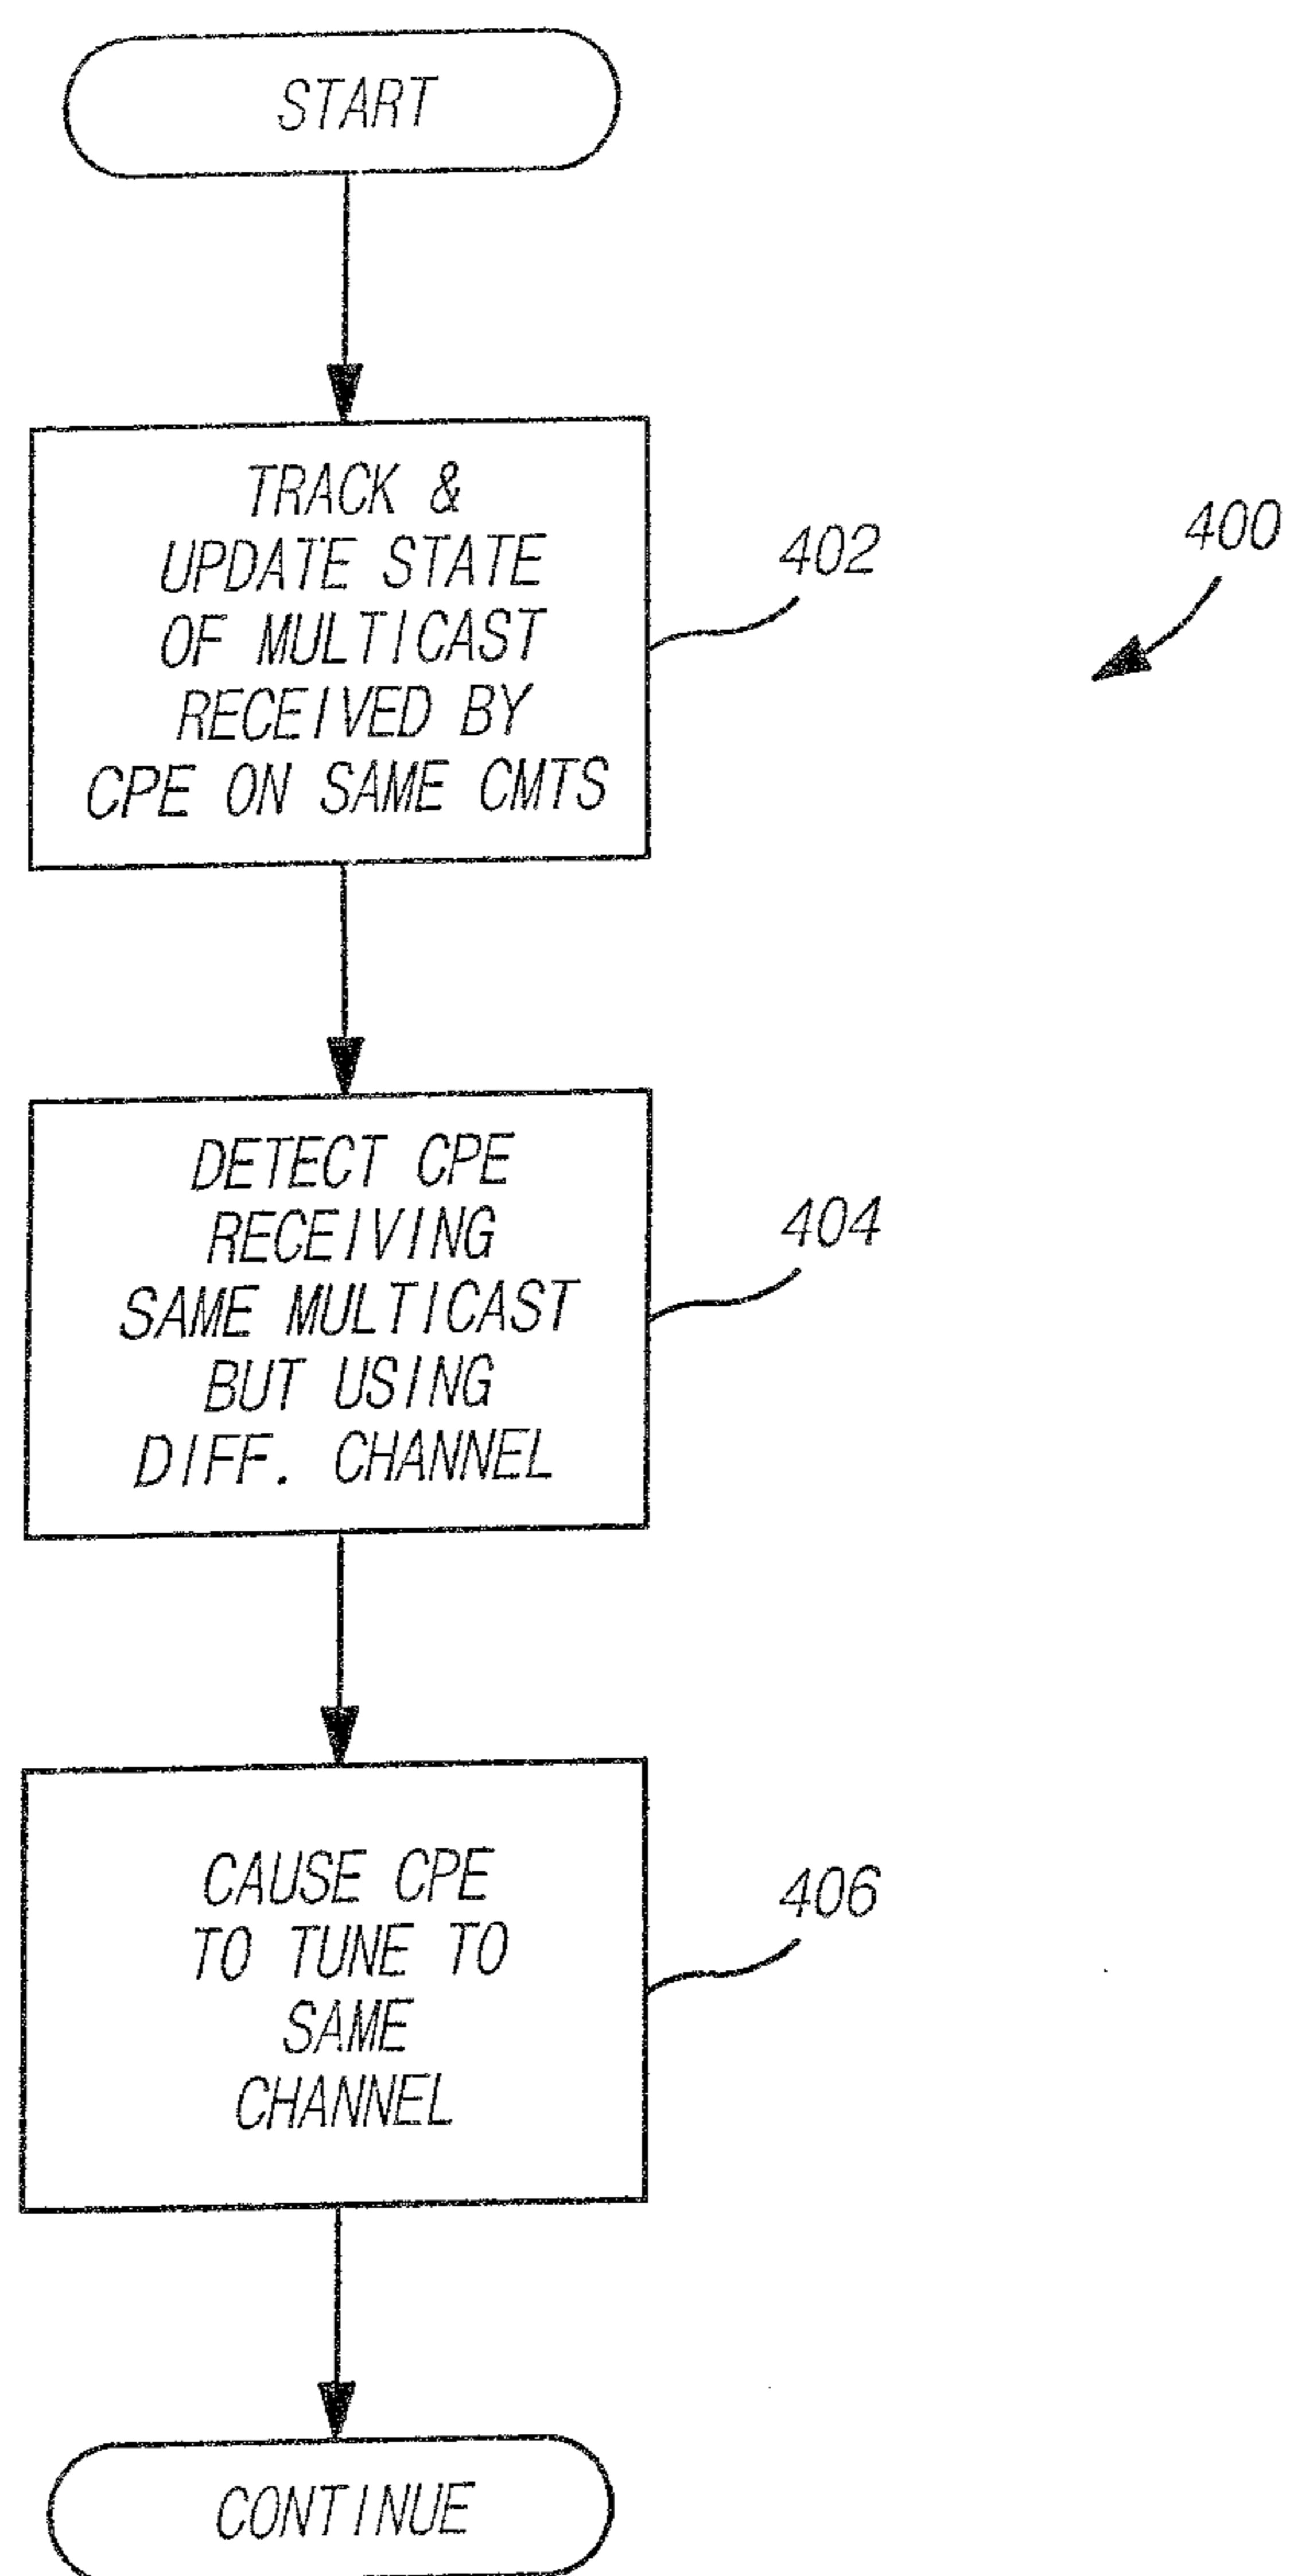 START
TRACK &
UPDATE STATE
OF MULTICAST
RECEIVED BY
CPE ON SAME CMTS
402
400
DETECT CPE
RECEIVING
SAME MULTICAST
BUT USING
DIFF. CHANNEL
404
CAUSE CPE
TO TUNE TO
SAME
CHANNEL
406
CONTINUE